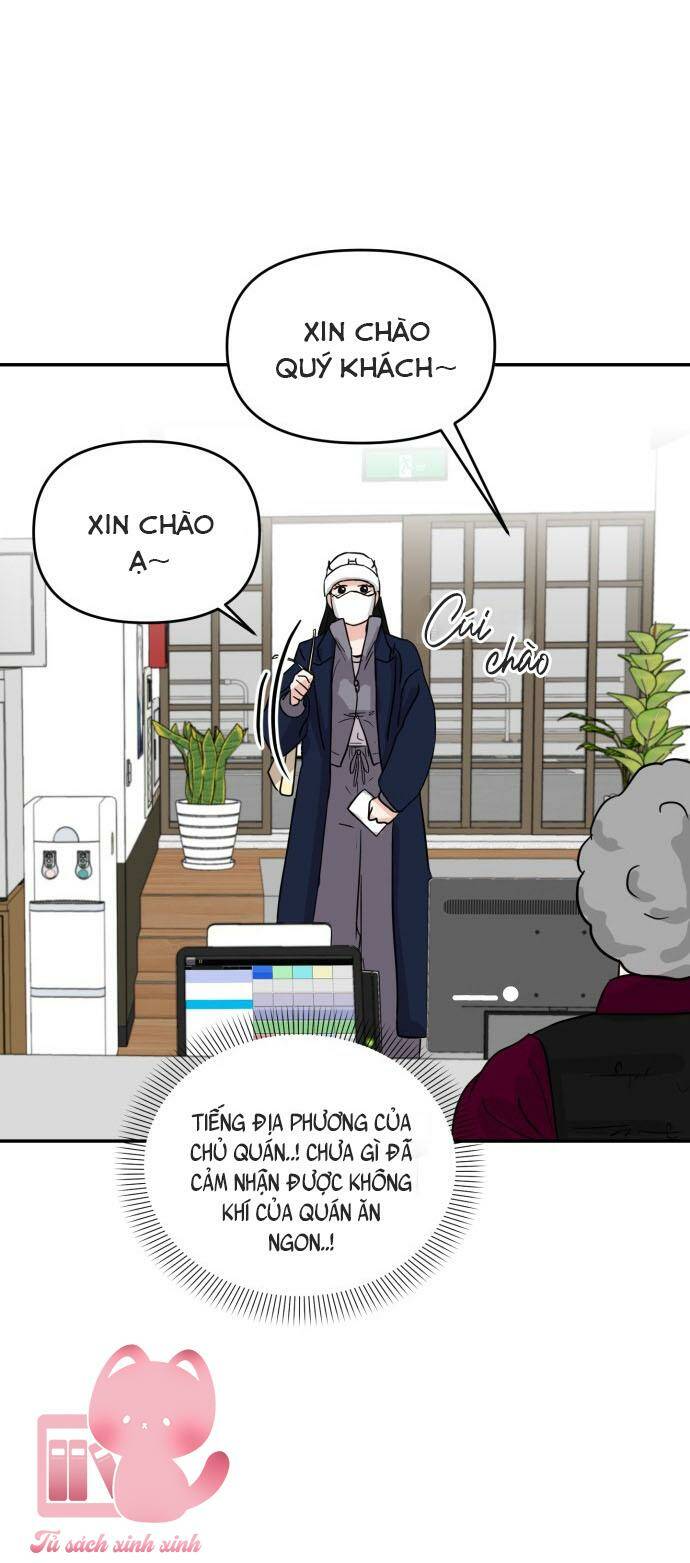 XIN CHÀO
QUÝ KHÁCH~
XIN CHÀO
Ạ~
Cúi
chào
TIẾNG ĐỊA PHƯƠNG CỦA
CHỦ QUÁN..! CHƯA GÌ ĐÃ
CẢM NHẬN ĐƯỢC KHÔNG
KHÍ CỦA QUÁN ĂN
NGON..!
Tủ sách xinh xinh